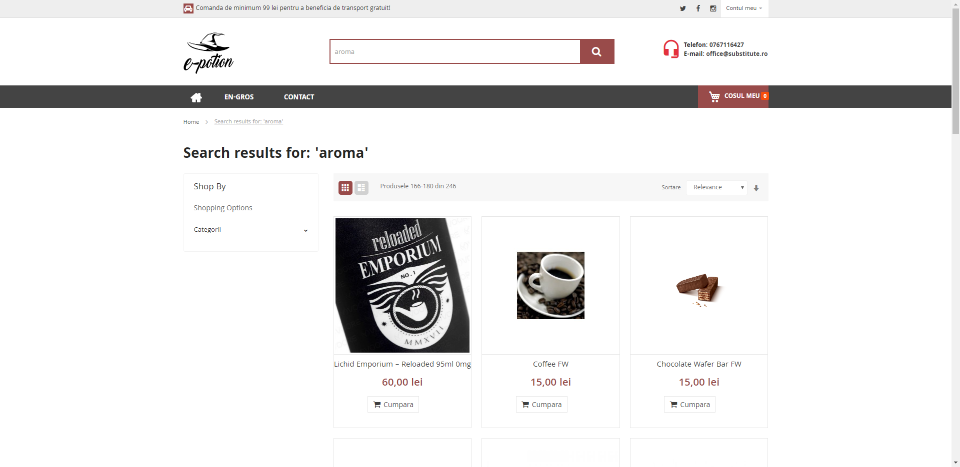 Comanda de minimum 99 lei pentru a beneficia de transport gratuit!
Contul meu
e-potion
aroma
Telefon: 0767116427
E-mail: office@substitute.ro
EN-GROS
CONTACT
COSUL MEU 0
Home > Search results for: 'aroma'
Search results for: 'aroma'
Shop By
Shopping Options
Categorii
Produsele 166-180 din 246
Sortare
Relevance
reloaded
EMPORIUM
NO. 1
MMXVII
Lichid Emporium – Reloaded 95ml 0mg
60,00 lei
Cumpara
Coffee FW
15,00 lei
Cumpara
Chocolate Wafer Bar FW
15,00 lei
Cumpara